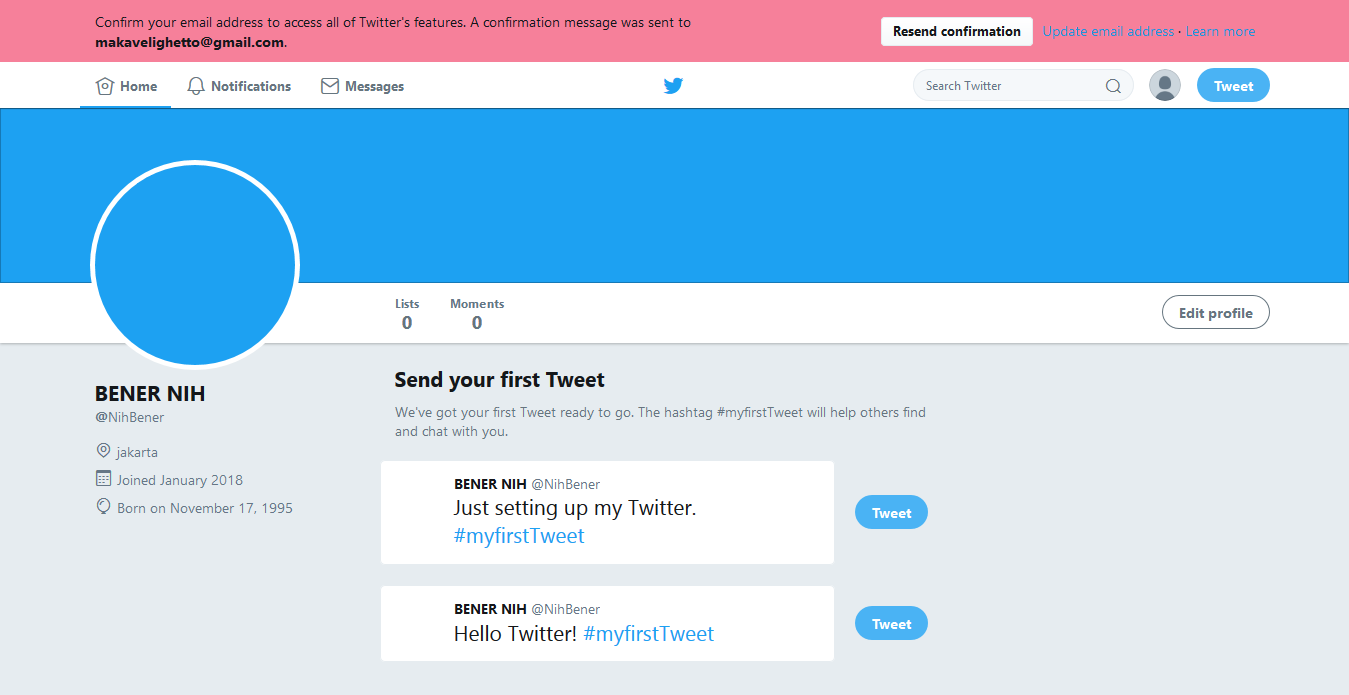 Confirm your email address to access all of Twitter's features. A confirmation message was sent to
makavelighetto@gmail.com.
Resend confirmation
Update email address · Learn more
Home
Notifications
Messages
Search Twitter
Tweet
Lists
0
Moments
0
Edit profile
BENER NIH
@NihBener
jakarta
Joined January 2018
Born on November 17, 1995
Send your first Tweet
We've got your first Tweet ready to go. The hashtag #myfirstTweet will help others find
and chat with you.
BENER NIH @NihBener
Just setting up my Twitter.
#myfirstTweet
Tweet
BENER NIH @NihBener
Hello Twitter! #myfirstTweet
Tweet